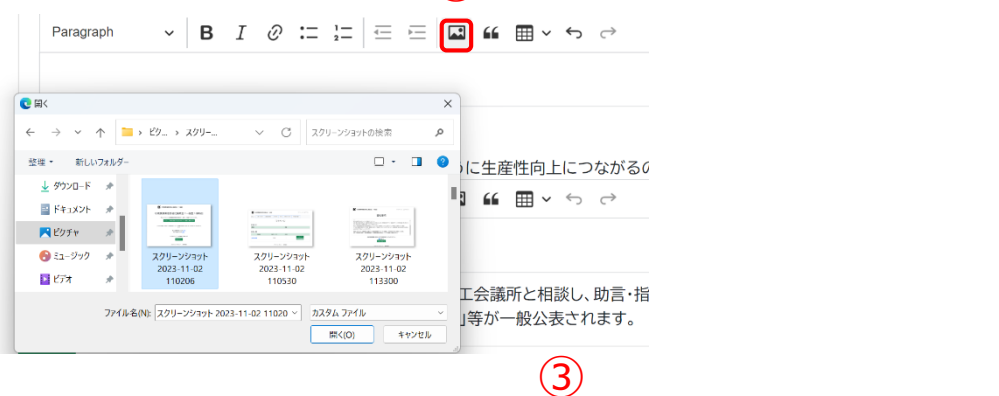 Paragraph
B I
開く
ピク... › スクリー...
スクリーンショットの検索
整理
新しいフォルダー
に生産性向上につながるの
ダウンロード
ドキュメント
ピクチャ
ミュージック
ビデオ
スクリーンショット
2023-11-02
110206
スクリーンショット
2023-11-02
110530
スクリーンショット
2023-11-02
113300
工会議所と相談し、助言・指
ファイル名(N):
スクリーンショット 2023-11-02 11020
カスタム ファイル
等が一般公表されます。
開く(O)
キャンセル
③